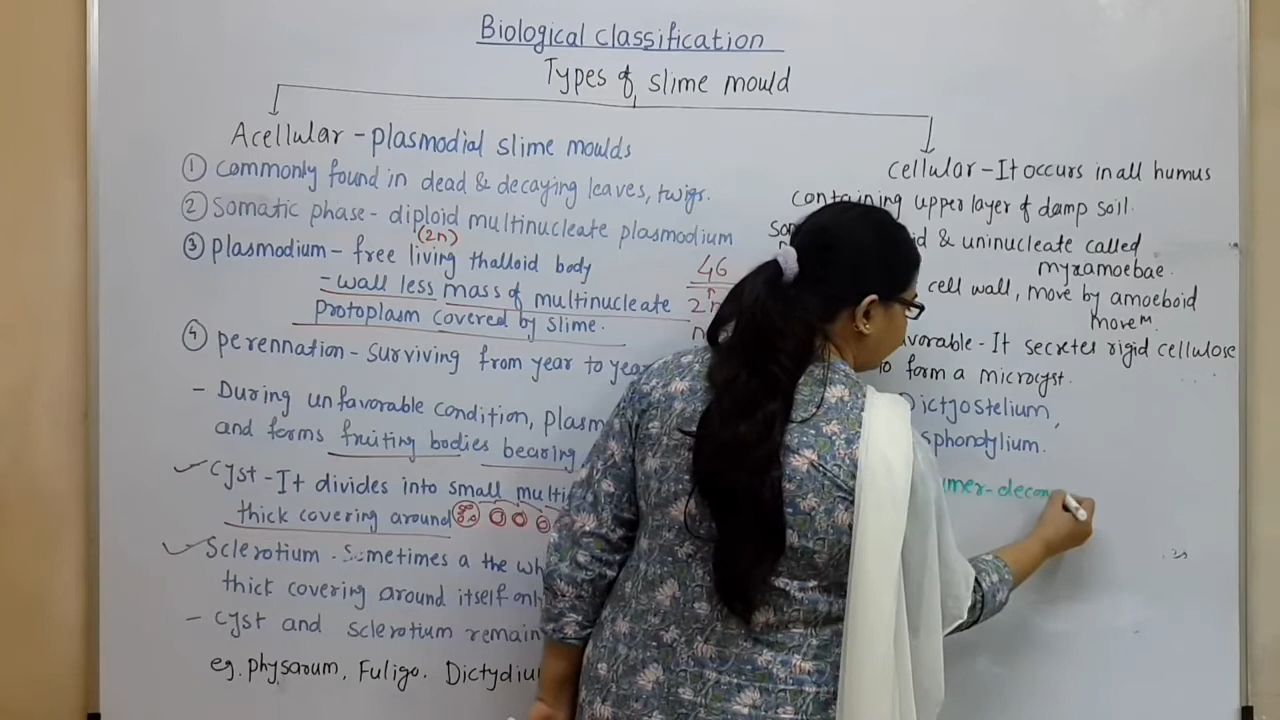 Biological classification
Types of slime mould
Acellular - plasmodial slime moulds
① commonly found in dead & decaying leaves, twigs.
② Somatic phase - diploid multinucleate plasmodium
(2n)
③ plasmodium - free living thalloid body
- wall less mass of multinucleate
Protoplasm covered by slime.
④ perennation - surviving from year to year
- During unfavorable condition, plasm
and forms fruiting bodies bearing
✓ Cyst - It divides into small multi
thick covering around
✓ Sclerotium - Sometimes a the wh
thick covering around itself
- Cyst and sclerotium remain
eg. physarum, Fuligo. Dictydiu
46
2n
cellular - It occurs in all humus
containing upper layer of damp soil.
& uninucleate called
myxamoebae.
cell wall, move by amoeboid
movem.
avorable - It secretes rigid cellulose
to form a microcyst.
Dictyostelium,
sphondylium.
umer-decom